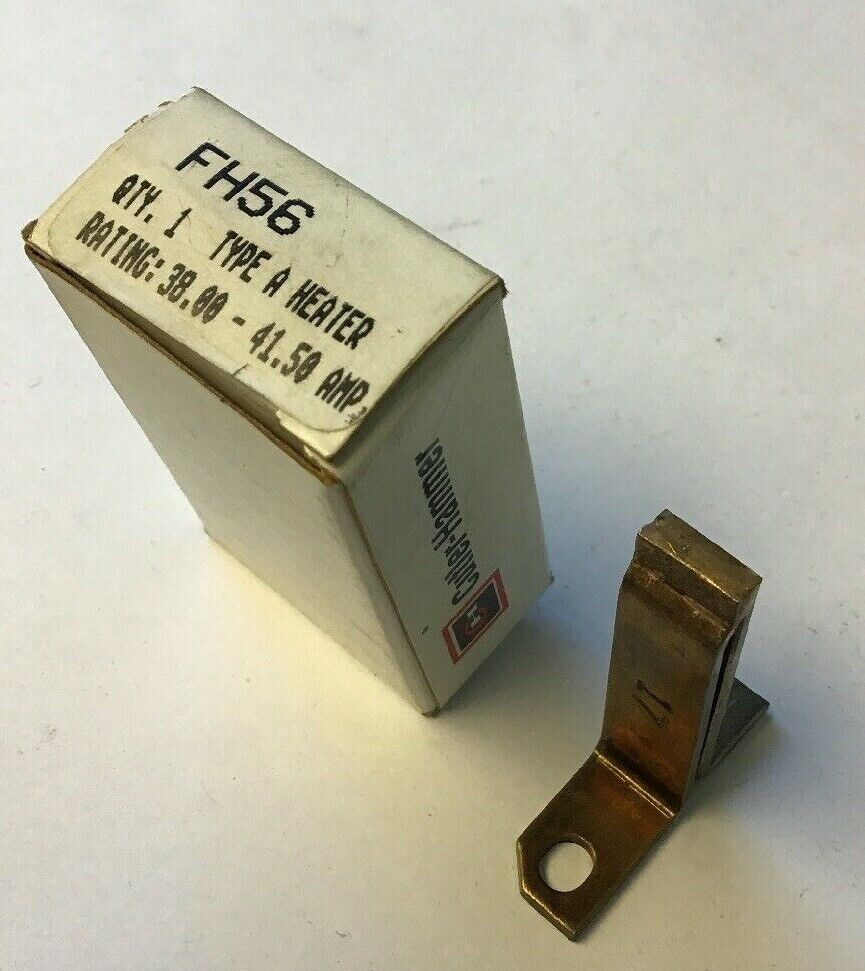 FH56
QTY. 1 TYPE A HEATER
RATING: 38.00 - 41.50 AMP.
Cutler-Hammer